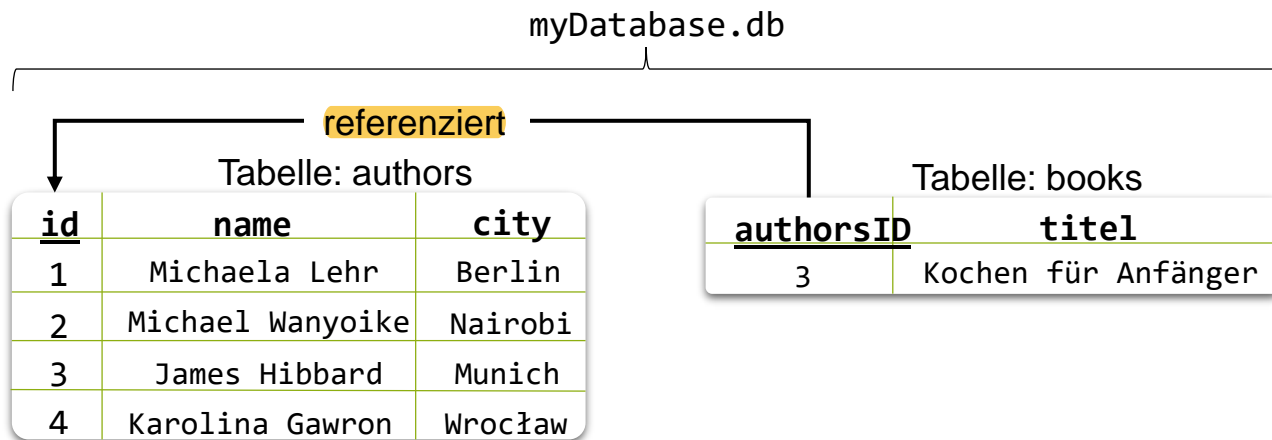 myDatabase.db
referenziert
Tabelle: authors
id name city
1 Michaela Lehr Berlin
2 Michael Wanyoike Nairobi
3 James Hibbard Munich
4 Karolina Gawron Wrocław
Tabelle: books
authorsID titel
3 Kochen für Anfänger